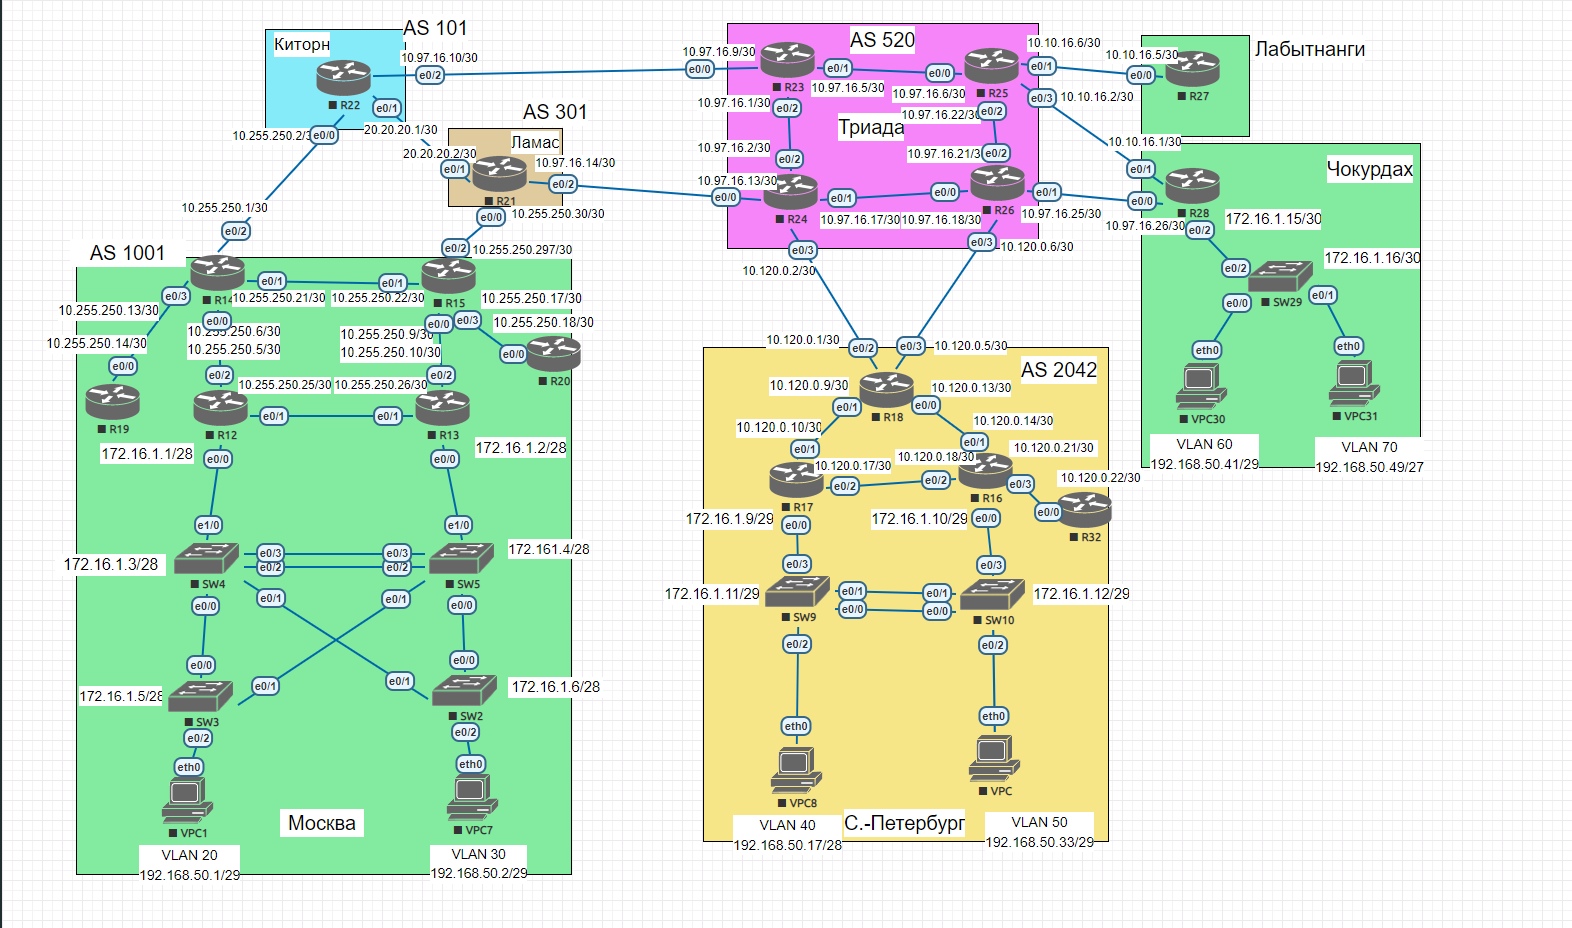 AS 101
Киторн
10.97.16.10/30
e0/2
R22
e0/1
10.255.250.2/3
e0/0
20.20.20.1/30
AS 301
20.20.20.2/30
Ламас
10.97.16.14/30
e0/1
e0/2
R21
e0/0
10.255.250.30/30
10.255.250.1/30
e0/2
e0/2
10.255.250.297/30
AS 520
10.97.16.9/30
e0/0
R23
e0/1
10.97.16.5/30
e0/0
10.97.16.6/30
R25
e0/1
10.10.16.6/30
10.97.16.1/30
e0/2
e0/2
10.97.16.22/30
e0/3
10.10.16.2/30
Триада
10.97.16.2/30
e0/2
10.97.16.21/3
e0/2
10.97.16.13/30
e0/0
R24
e0/1
10.97.16.17/30
e0/0
10.97.16.18/30
R26
e0/1
10.97.16.25/30
e0/3
10.120.0.2/30
e0/3
10.120.0.6/30
10.10.16.5/30
e0/0
R27
Лабытнанги
10.10.16.1/30
e0/1
Чокурдах
e0/0
10.97.16.26/30
R28
e0/2
172.16.1.15/30
172.16.1.16/30
e0/2
SW29
e0/0
e0/1
eth0
eth0
VPC30
VPC31
VLAN 60
192.168.50.41/29
VLAN 70
192.168.50.49/27
AS 1001
R14
e0/1
10.255.250.21/30
e0/1
10.255.250.22/30
R15
e0/3
10.255.250.13/30
e0/0
10.255.250.6/30
10.255.250.5/30
10.255.250.14/30
e0/0
R19
10.255.250.9/30
10.255.250.10/30
e0/0
e0/3
10.255.250.17/30
10.255.250.18/30
e0/0
R20
e0/2
e0/2
10.255.250.25/30
10.255.250.26/30
R12
e0/1
e0/1
R13
172.16.1.1/28
e0/0
e0/0
172.16.1.2/28
e1/0
e1/0
172.16.1.3/28
SW4
e0/3
e0/3
e0/2
e0/2
SW5
172.161.4/28
e0/0
e0/1
e0/1
e0/0
e0/0
e0/1
e0/1
e0/0
172.16.1.5/28
SW3
SW2
172.16.1.6/28
e0/2
e0/2
eth0
eth0
VPC1
VPC7
Москва
VLAN 20
192.168.50.1/29
VLAN 30
192.168.50.2/29
10.120.0.1/30
e0/2
e0/3
10.120.0.5/30
AS 2042
R18
10.120.0.9/30
e0/1
e0/0
10.120.0.13/30
10.120.0.10/30
e0/1
e0/1
10.120.0.14/30
10.120.0.17/30
10.120.0.18/30
10.120.0.21/30
R17
e0/2
e0/2
R16
e0/3
10.120.0.22/30
e0/0
R32
172.16.1.9/29
e0/0
172.16.1.10/29
e0/0
e0/3
e0/3
172.16.1.11/29
SW9
e0/1
e0/1
e0/0
e0/0
SW10
172.16.1.12/29
e0/2
e0/2
eth0
eth0
VPC8
VPC
С.-Петербург
VLAN 40
192.168.50.17/28
VLAN 50
192.168.50.33/29